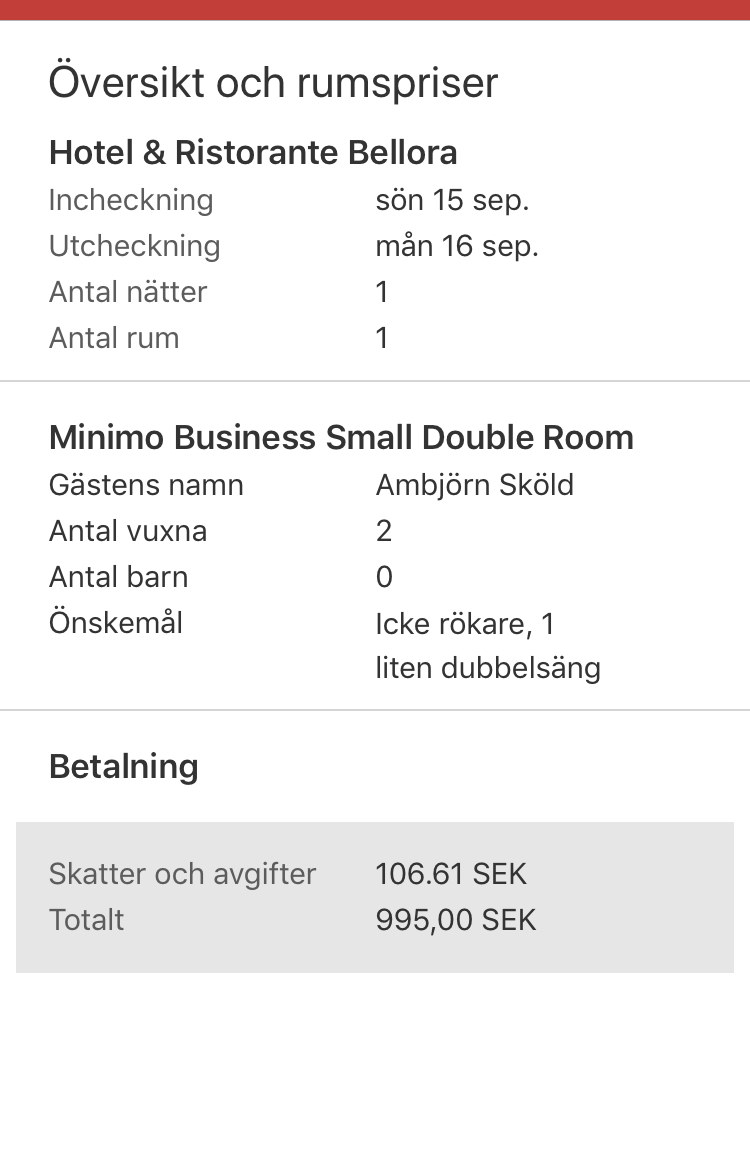 Översikt och rumspriser
Hotel & Ristorante Bellora
Incheckning sön 15 sep.
Utcheckning mån 16 sep.
Antal nätter 1
Antal rum 1
Minimo Business Small Double Room
Gästens namn Ambjörn Sköld
Antal vuxna 2
Antal barn 0
Önskemål Icke rökare, 1
liten dubbelsäng
Betalning
Skatter och avgifter 106.61 SEK
Totalt 995,00 SEK